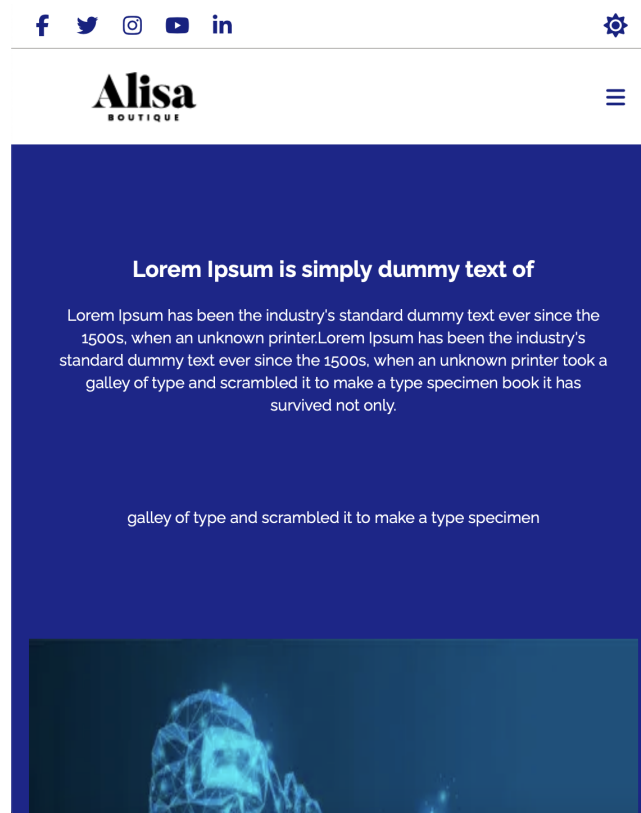 Alisa
BOUTIQUE
Lorem Ipsum is simply dummy text of
Lorem Ipsum has been the industry's standard dummy text ever since the
1500s, when an unknown printer.Lorem Ipsum has been the industry's
standard dummy text ever since the 1500s, when an unknown printer took a
galley of type and scrambled it to make a type specimen book it has
survived not only.
galley of type and scrambled it to make a type specimen